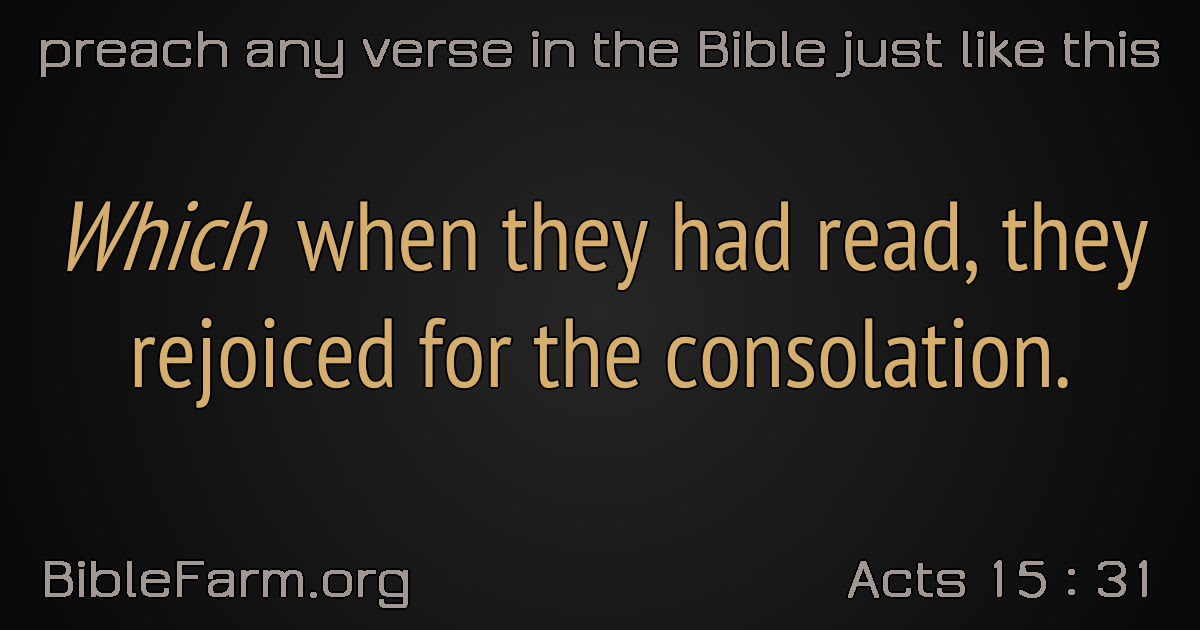 preach any verse in the Bible just like this
Which when they had read, they
rejoiced for the consolation.
BibleFarm.org
Acts 15 : 31